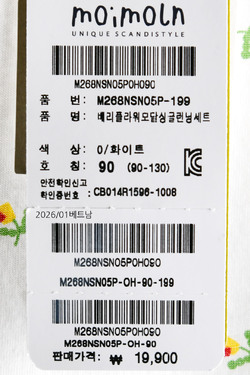 moimoln
UNIQUE SCANDISTYLE
M268NSN05POH090
품 번 : M268NSN05P-199
품 명 : 베리플라워모달싱글런닝세트
색 상 : 0/화이트
호 칭 : 90 (90-130)
안전확인신고
확인증번호 : CB014R1596-1008
2026/01베트남
M268NSN05POH090
M268NSN05P-OH-90-199
M268NSN05POH090
M268NSN05P-OH-90
판매가격: ₩ 19,900